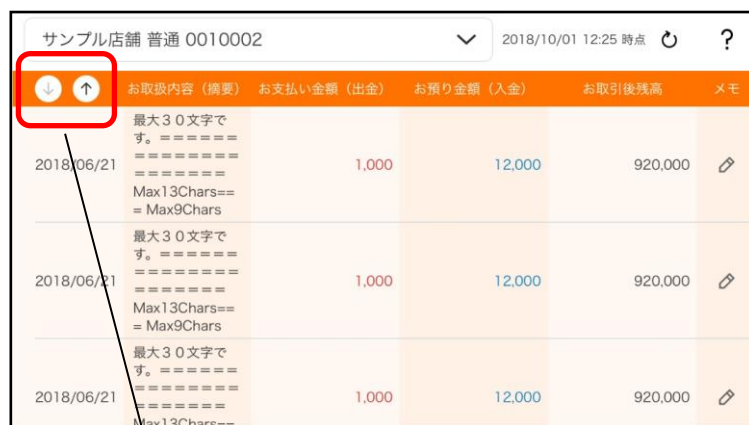 サンプル店舗 普通 0010002
2018/10/01 12:25 時点
?
お取扱内容（摘要） お支払い金額（出金） お預り金額（入金） お取引後残高 メモ
最大３０文字で
す。＝＝＝＝＝＝
＝＝＝＝＝＝＝＝
＝＝＝＝＝＝＝
Max13Chars==
= Max9Chars
2018/06/21 1,000 12,000 920,000
最大３０文字で
す。＝＝＝＝＝＝
＝＝＝＝＝＝＝＝
＝＝＝＝＝＝＝
Max13Chars==
= Max9Chars
2018/06/21 1,000 12,000 920,000
最大３０文字で
す。＝＝＝＝＝＝
＝＝＝＝＝＝＝＝
＝＝＝＝＝＝＝
Max13Chars==
2018/06/21 1,000 12,000 920,000